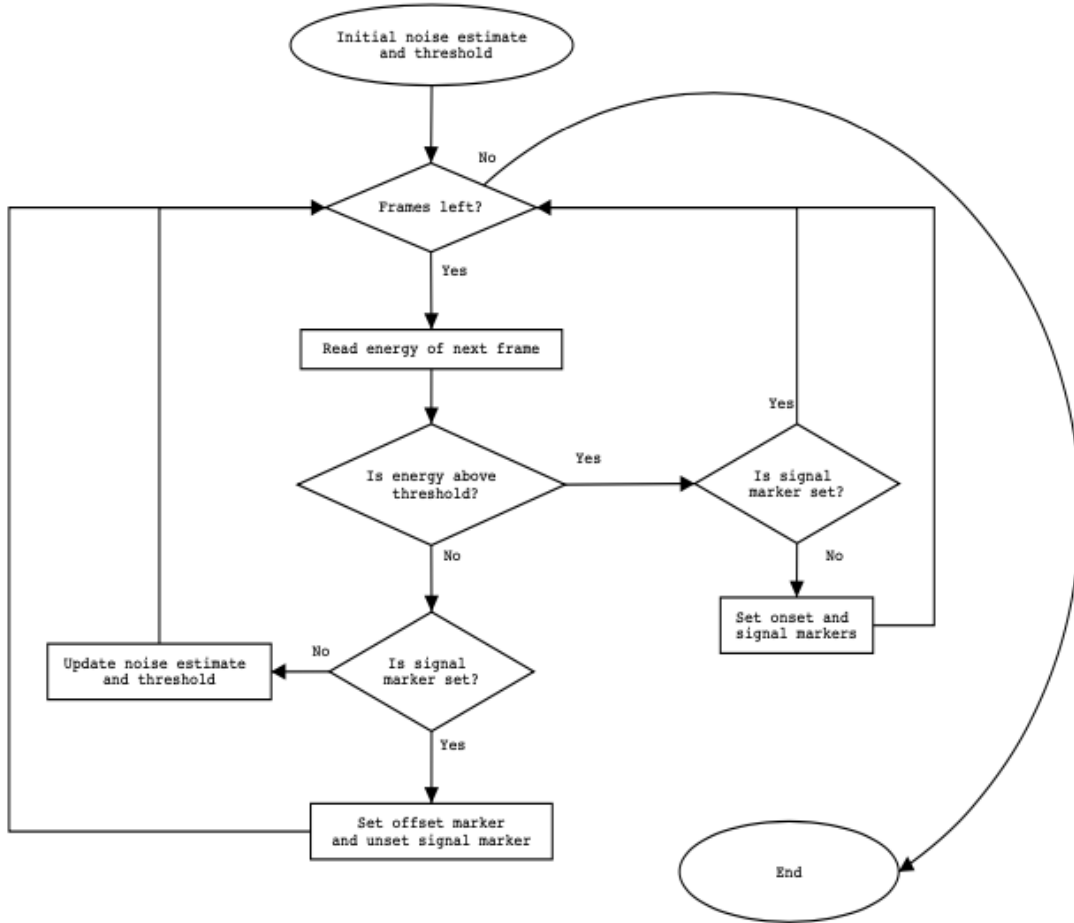 Initial noise estimate
and threshold
No
Frames left?
Yes
Read energy of next frame
Yes
Is energy above
threshold?
Yes
Is signal
marker set?
No
No
Set onset and
signal markers
No
Is signal
marker set?
Update noise estimate
and threshold
Yes
Set offset marker
and unset signal marker
End